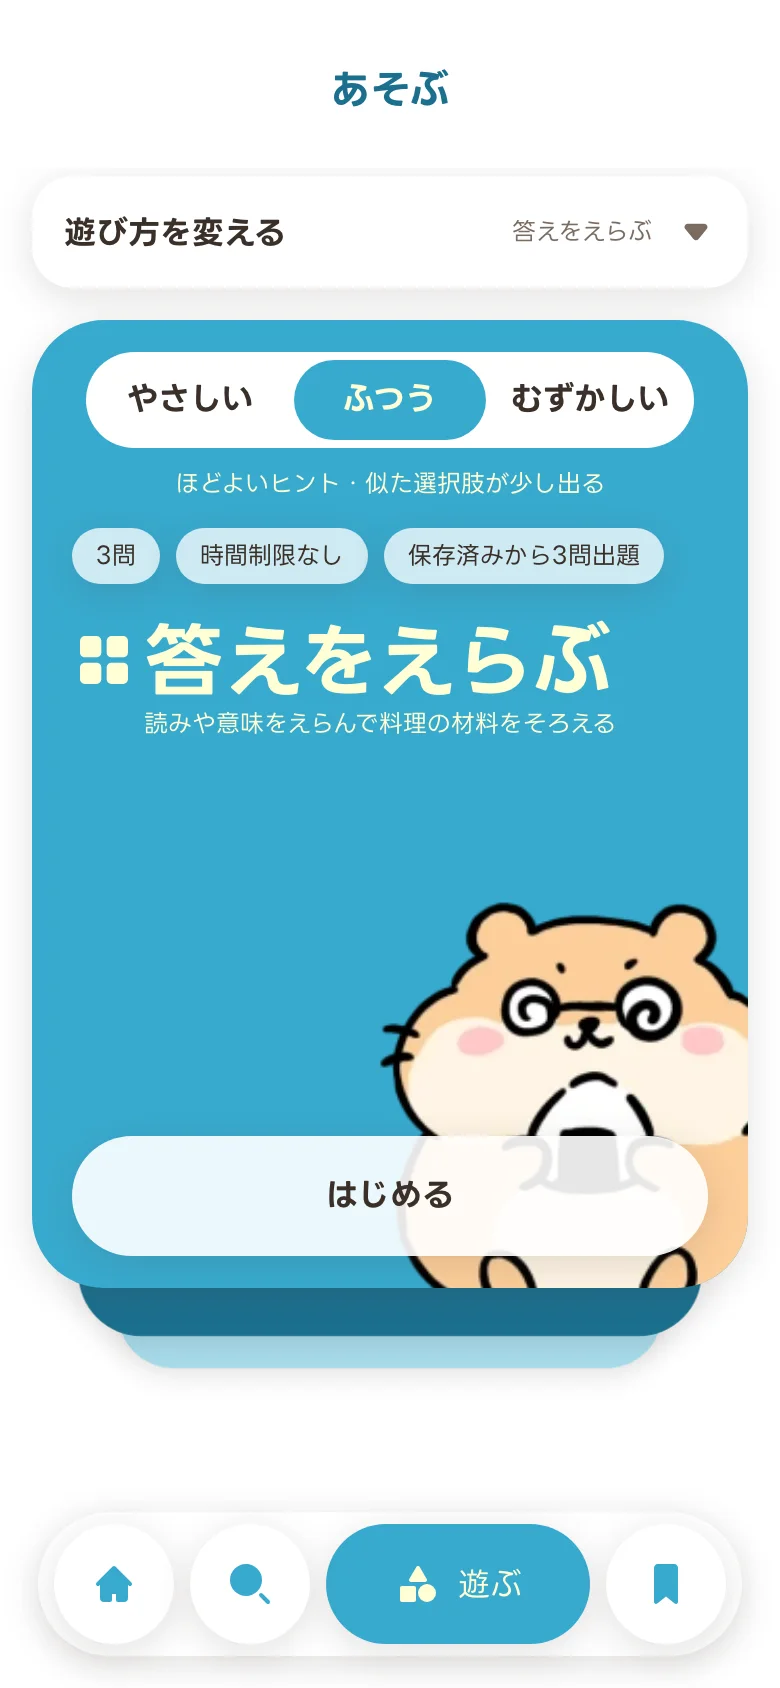 あそぶ
遊び方を変える 答えをえらぶ
やさしい ふつう むずかしい
ほどよいヒント・似た選択肢が少し出る
3問 時間制限なし 保存済みから3問出題
答えをえらぶ
読みや意味をえらんで料理の材料をそろえる
はじめる
遊ぶ